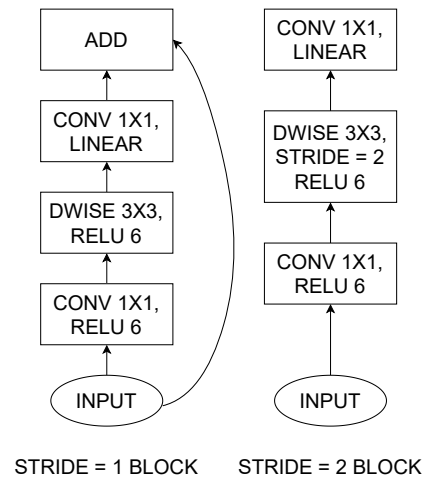 ADD
CONV 1X1,
LINEAR
DWISE 3X3,
RELU 6
CONV 1X1,
RELU 6
INPUT
STRIDE = 1 BLOCK
CONV 1X1,
LINEAR
DWISE 3X3,
STRIDE = 2
RELU 6
CONV 1X1,
RELU 6
INPUT
STRIDE = 2 BLOCK